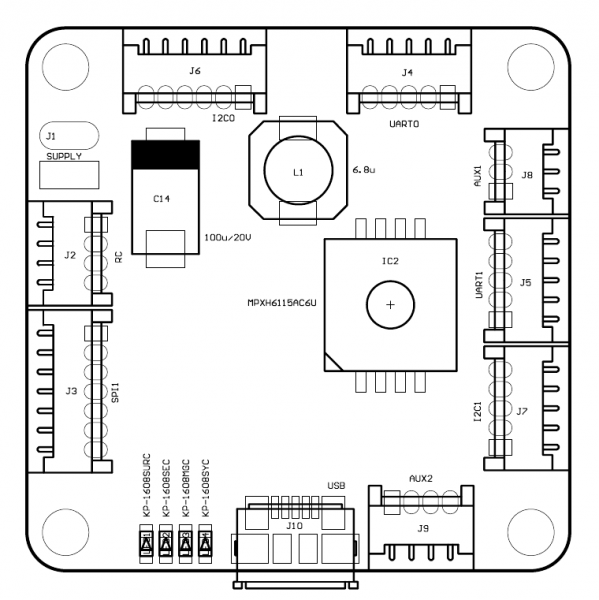 J6
I2C0
J4
UART0
J1
SUPPLY
C14
100u/20V
L1
6.8u
AUX1
J8
J2
RC
IC2
MPXH6115AC6U
UART1
J5
J3
SPI1
I2C1
J7
KP-1608SURC
KP-1608SEC
KP-1608MGC
KP-1608SYC
USB
J10
AUX2
J9